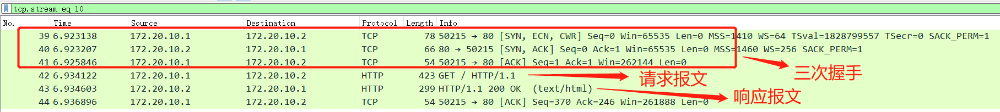 tcp.stream eq 10
No. Time Source Destination Protocol Length Info
39 6.923138 172.20.10.1 172.20.10.2 TCP 78 50215 → 80 [SYN, ECN, CWR] Seq=0 Win=65535 Len=0 MSS=1410 WS=64 TSval=1828799557 TSecr=0 SACK_PERM=1
40 6.923207 172.20.10.2 172.20.10.1 TCP 66 80 → 50215 [SYN, ACK] Seq=0 Ack=1 Win=65535 Len=0 MSS=1460 WS=256 SACK_PERM=1
41 6.925846 172.20.10.1 172.20.10.2 TCP 54 50215 → 80 [ACK] Seq=1 Ack=1 Win=262144 Len=0
三次握手
42 6.934122 172.20.10.1 172.20.10.2 HTTP 423 GET / HTTP/1.1
请求报文
43 6.934603 172.20.10.2 172.20.10.1 HTTP 299 HTTP/1.1 200 OK (text/html)
响应报文
44 6.936896 172.20.10.1 172.20.10.2 TCP 54 50215 → 80 [ACK] Seq=370 Ack=246 Win=261888 Len=0